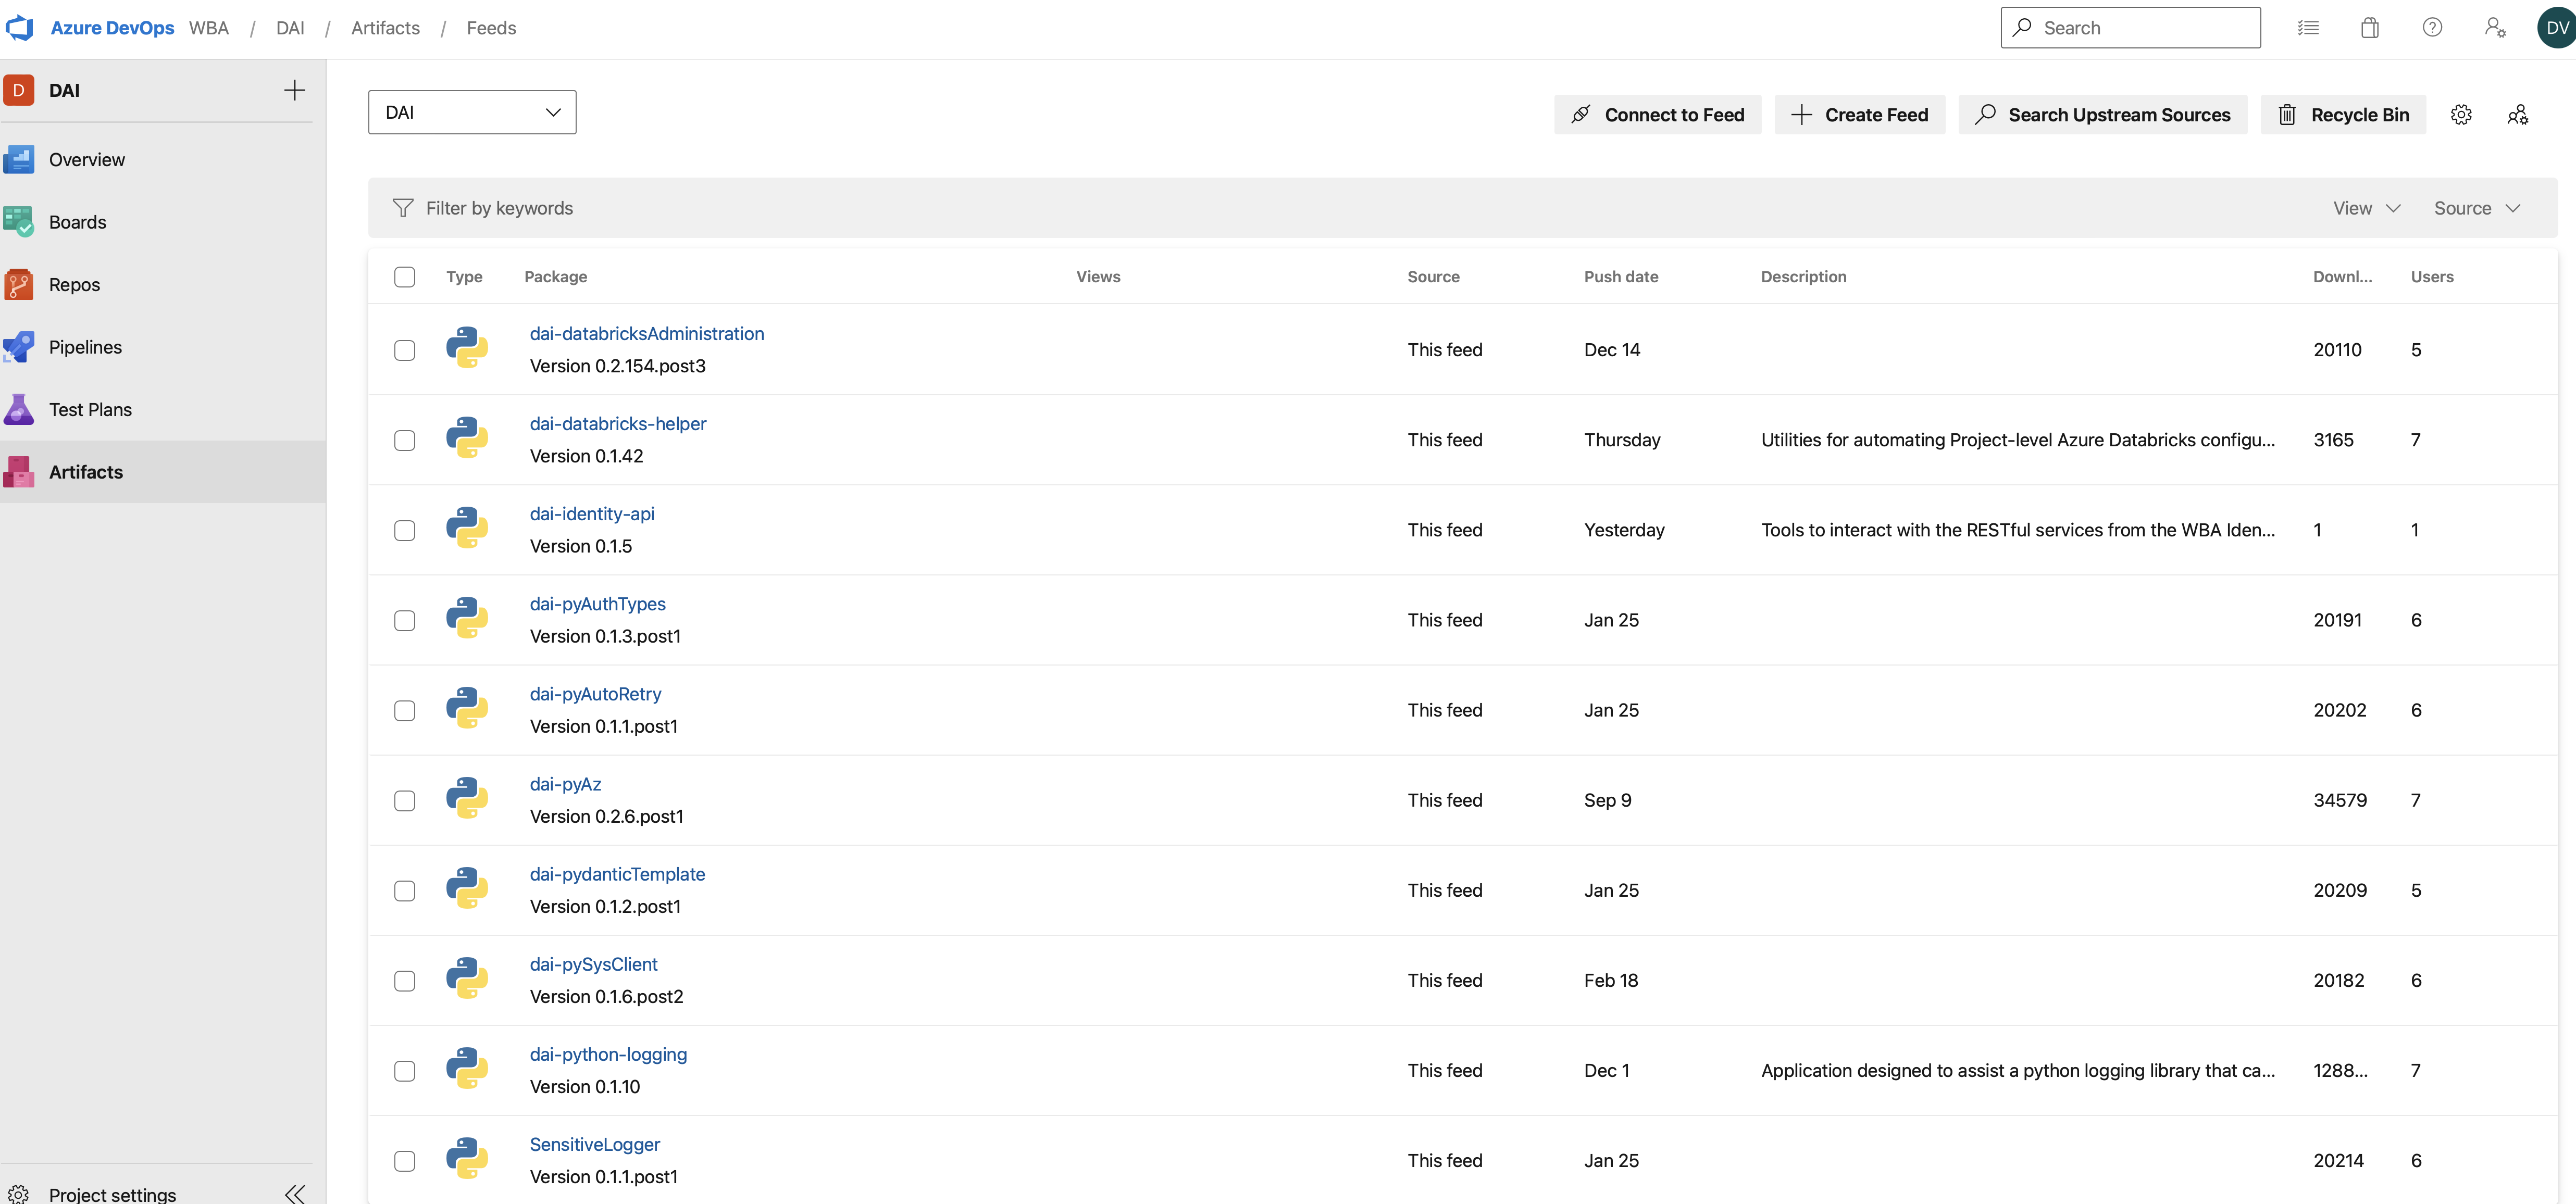 Azure DevOps WBA / DAI / Artifacts / Feeds
Search
DV
D DAI
Overview
Boards
Repos
Pipelines
Test Plans
Artifacts
Project settings
DAI
Connect to Feed
Create Feed
Search Upstream Sources
Recycle Bin
Filter by keywords
View
Source
Type Package Views Source Push date Description Downl... Users
dai-databricksAdministration
Version 0.2.154.post3
This feed Dec 14 20110 5
dai-databricks-helper
Version 0.1.42
This feed Thursday Utilities for automating Project-level Azure Databricks configu... 3165 7
dai-identity-api
Version 0.1.5
This feed Yesterday Tools to interact with the RESTful services from the WBA Iden... 1 1
dai-pyAuthTypes
Version 0.1.3.post1
This feed Jan 25 20191 6
dai-pyAutoRetry
Version 0.1.1.post1
This feed Jan 25 20202 6
dai-pyAz
Version 0.2.6.post1
This feed Sep 9 34579 7
dai-pydanticTemplate
Version 0.1.2.post1
This feed Jan 25 20209 5
dai-pySysClient
Version 0.1.6.post2
This feed Feb 18 20182 6
dai-python-logging
Version 0.1.10
This feed Dec 1 Application designed to assist a python logging library that ca... 1288... 7
SensitiveLogger
Version 0.1.1.post1
This feed Jan 25 20214 6